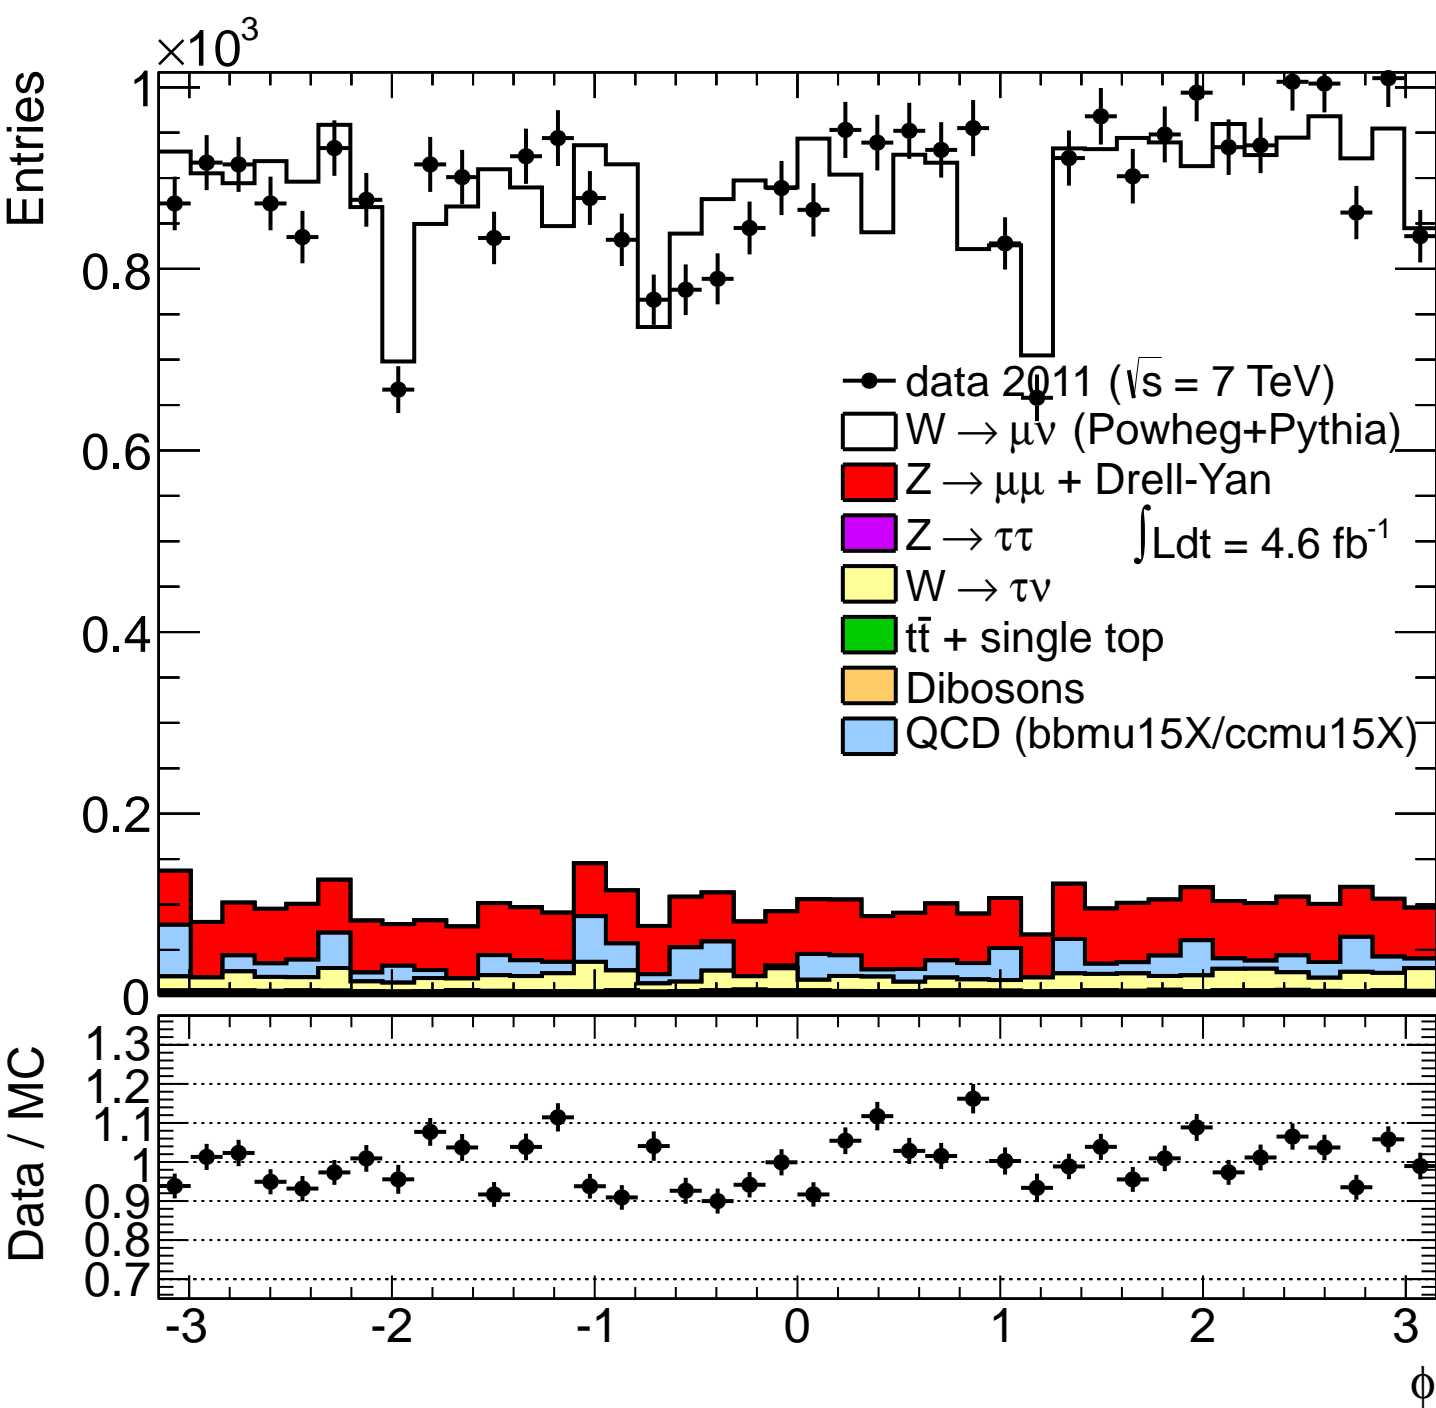 ×10³
Entries
1
0.8
0.6
0.4
0.2
0
data 2011 (√s = 7 TeV)
W → μν (Powheg+Pythia)
Z → μμ + Drell-Yan
Z → ττ
∫Ldt = 4.6 fb⁻¹
W → τν
tt̄ + single top
Dibosons
QCD (bbmu15X/ccmu15X)
Data / MC
1.3
1.2
1.1
1
0.9
0.8
0.7
-3 -2 -1 0 1 2 3
ϕ